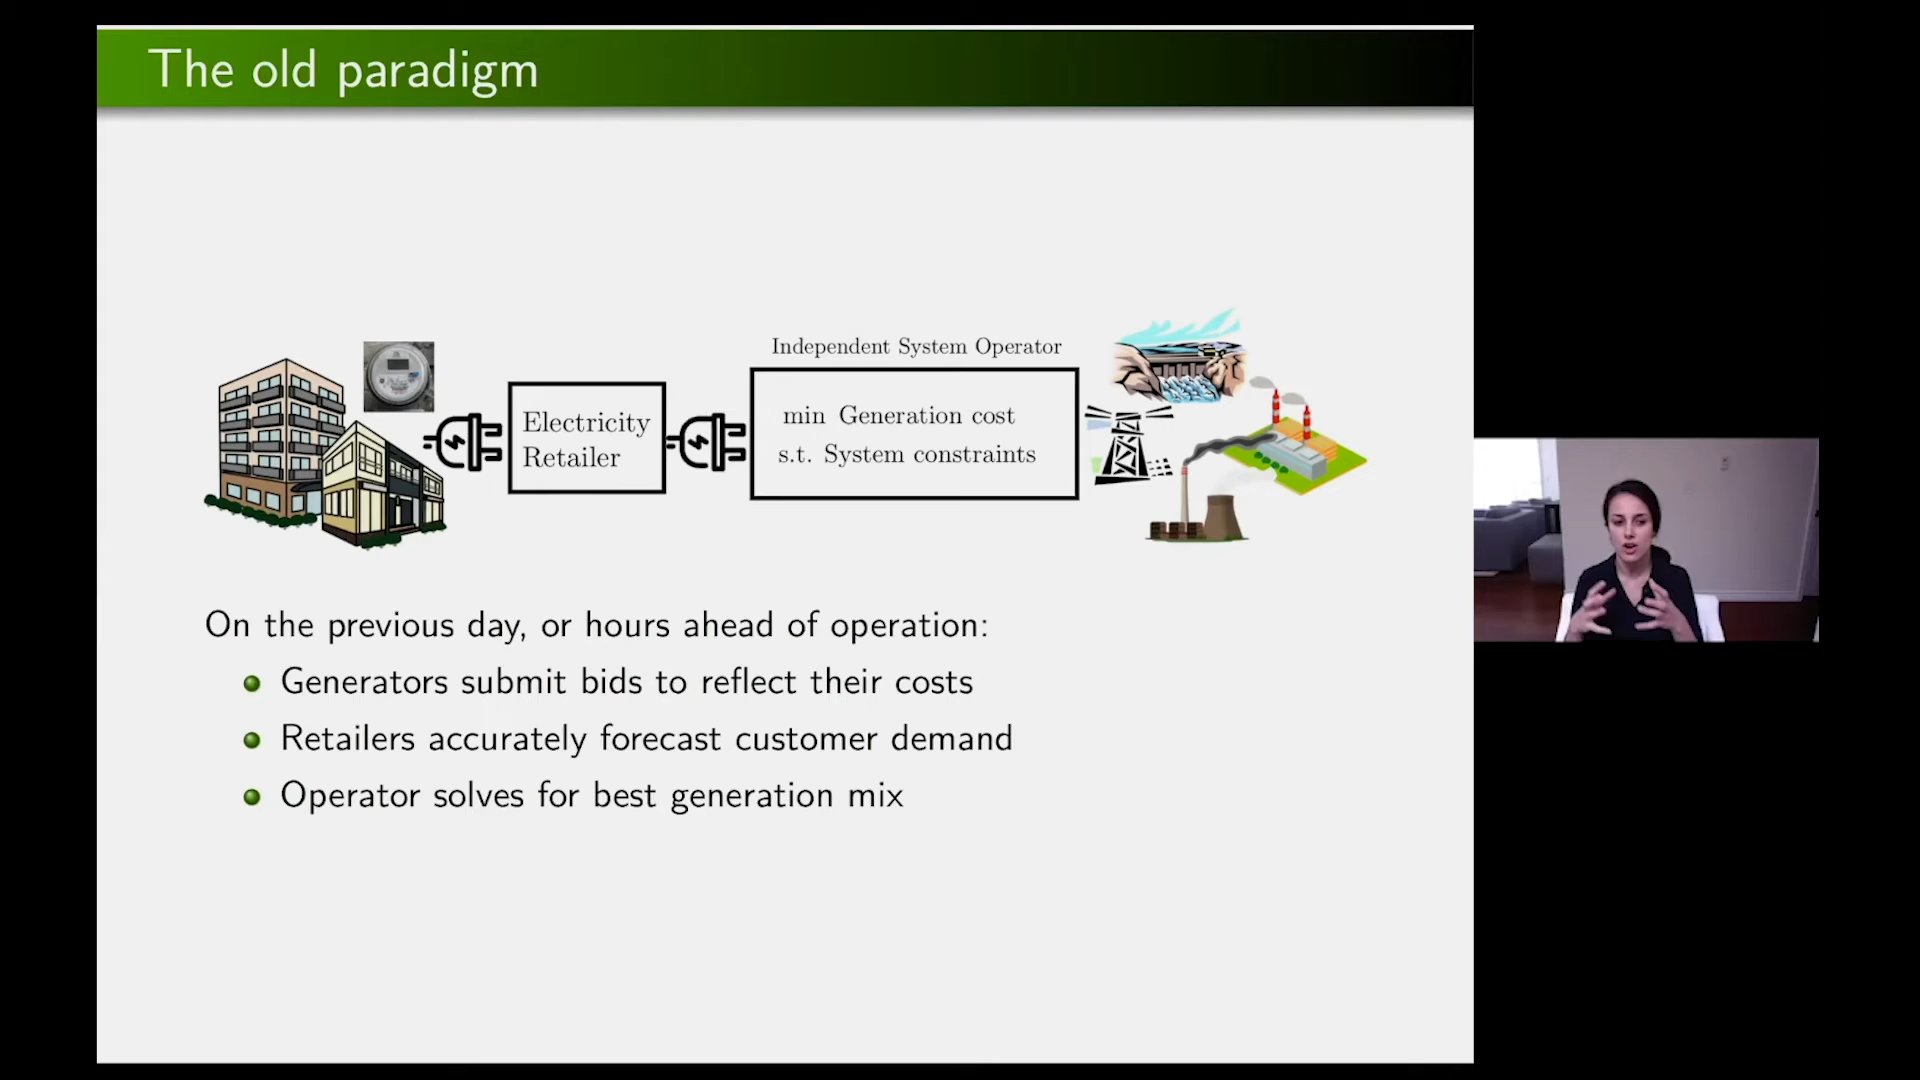 The old paradigm
Independent System Operator
Electricity
Retailer
min Generation cost
s.t. System constraints
On the previous day, or hours ahead of operation:
Generators submit bids to reflect their costs
Retailers accurately forecast customer demand
Operator solves for best generation mix